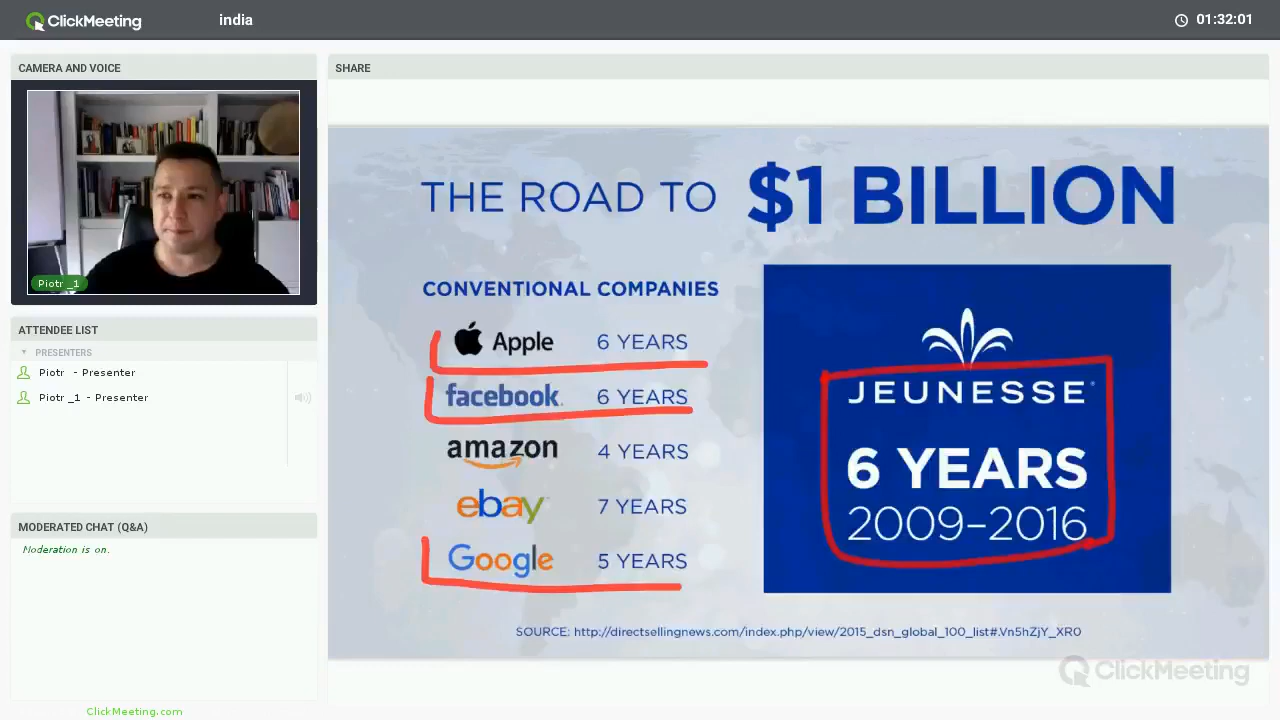 ClickMeeting
india
01:32:01
CAMERA AND VOICE
Piotr _1
ATTENDEE LIST
PRESENTERS
Piotr - Presenter
Piotr _1 - Presenter
MODERATED CHAT (Q&A)
Moderation is on.
ClickMeeting.com
SHARE
THE ROAD TO $1 BILLION
CONVENTIONAL COMPANIES
Apple 6 YEARS
facebook. 6 YEARS
amazon 4 YEARS
ebay 7 YEARS
Google 5 YEARS
JEUNESSE
6 YEARS
2009–2016
SOURCE: http://directsellingnews.com/index.php/view/2015_dsn_global_100_list#.Vn5hZjY_XR0
ClickMeeting